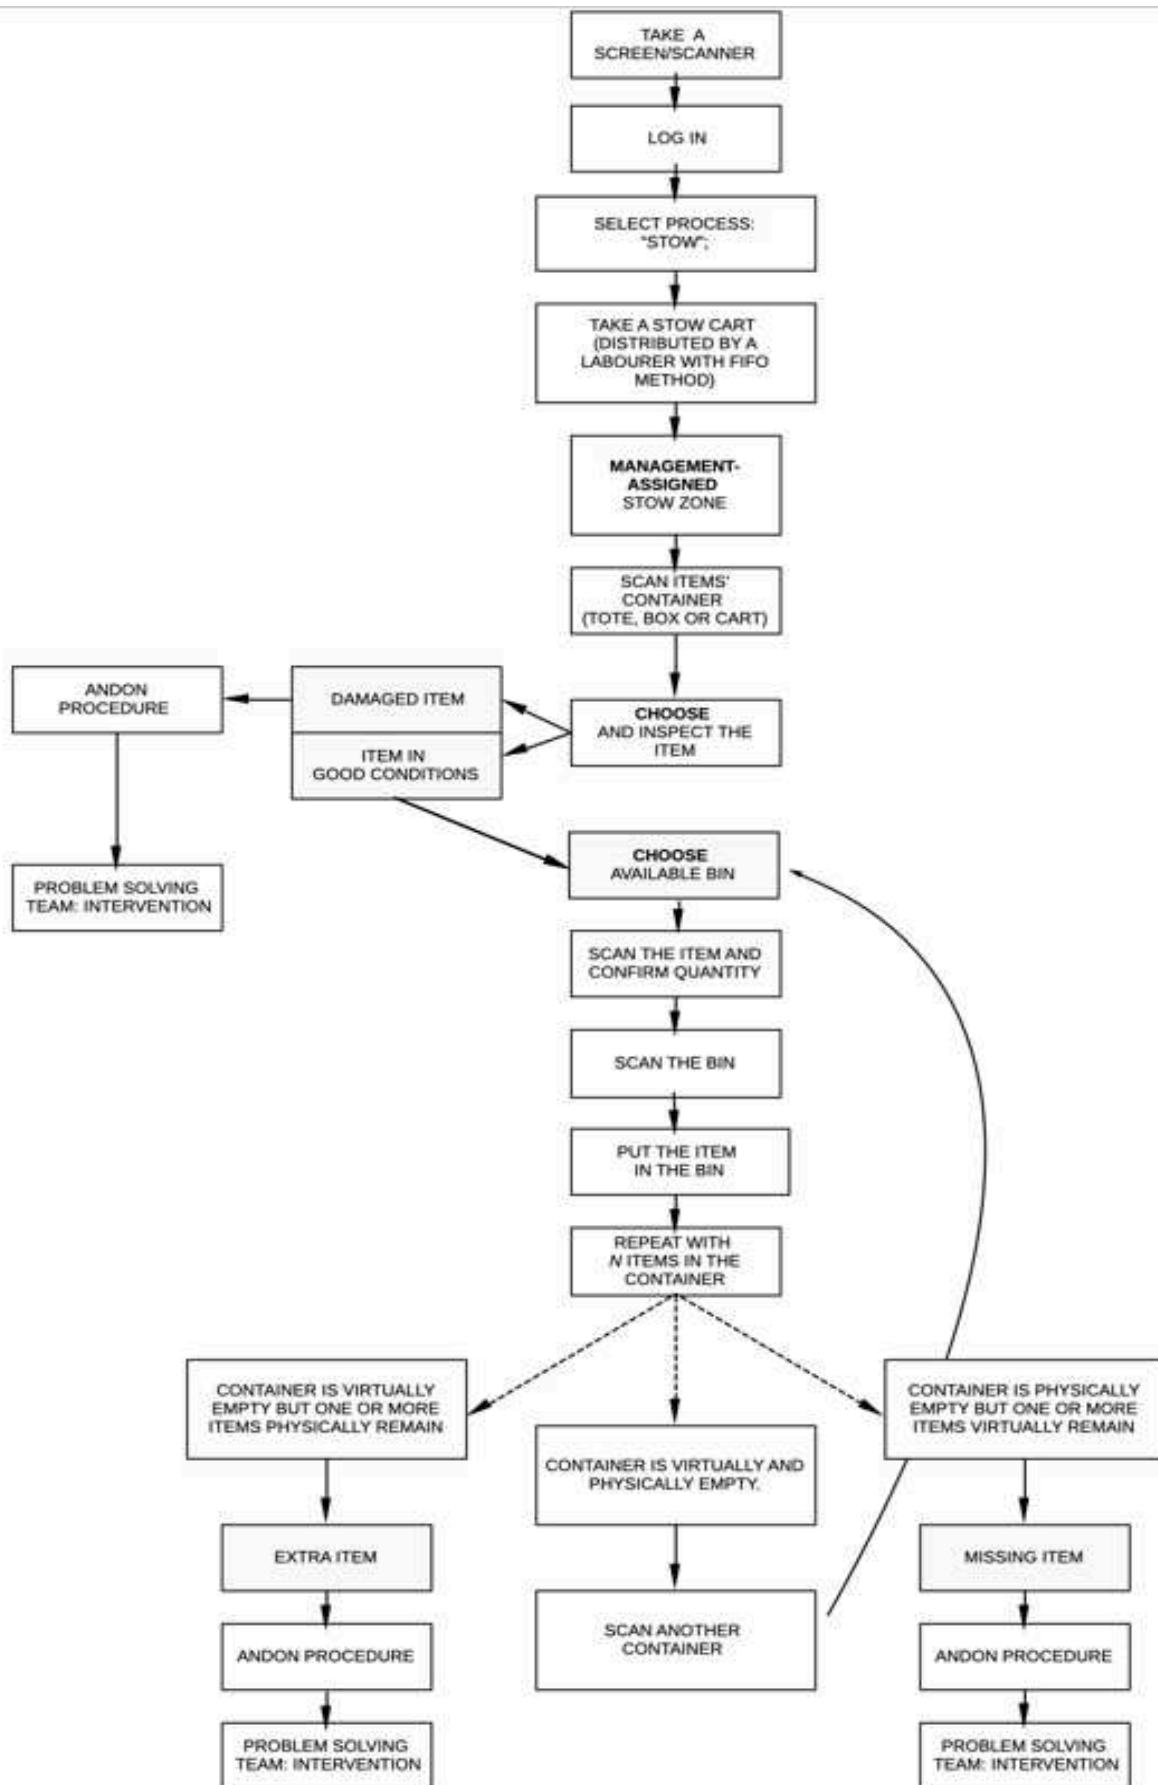 TAKE A
SCREEN/SCANNER
LOG IN
SELECT PROCESS:
"STOW";
TAKE A STOW CART
(DISTRIBUTED BY A
LABOURER WITH FIFO
METHOD)
MANAGEMENT-
ASSIGNED
STOW ZONE
SCAN ITEMS'
CONTAINER
(TOTE, BOX OR CART)
CHOOSE
AND INSPECT THE
ITEM
DAMAGED ITEM
ITEM IN
GOOD CONDITIONS
ANDON
PROCEDURE
PROBLEM SOLVING
TEAM: INTERVENTION
CHOOSE
AVAILABLE BIN
SCAN THE ITEM AND
CONFIRM QUANTITY
SCAN THE BIN
PUT THE ITEM
IN THE BIN
REPEAT WITH
N ITEMS IN THE
CONTAINER
CONTAINER IS VIRTUALLY
EMPTY BUT ONE OR MORE
ITEMS PHYSICALLY REMAIN
EXTRA ITEM
ANDON PROCEDURE
PROBLEM SOLVING
TEAM: INTERVENTION
CONTAINER IS VIRTUALLY AND
PHYSICALLY EMPTY.
SCAN ANOTHER
CONTAINER
CONTAINER IS PHYSICALLY
EMPTY BUT ONE OR MORE
ITEMS VIRTUALLY REMAIN
MISSING ITEM
ANDON PROCEDURE
PROBLEM SOLVING
TEAM: INTERVENTION